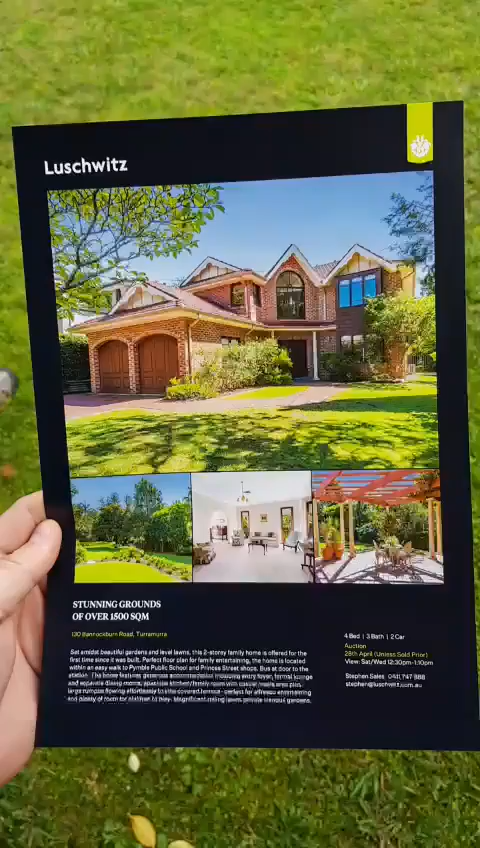 Luschwitz
STUNNING GROUNDS
OF OVER 1500 SQM
130 Bannockburn Road, Turramurra
Set amidst beautiful gardens and level lawns, this 2-storey family home is offered for the
first time since it was built. Perfect floor plan for family entertaining, the home is located
within an easy walk to Pymble Public School and Princes Street shops. Bus at door to the
station. The home features generous accommodation including entry foyer, formal lounge
and separate dining rooms, spacious kitchen/family room with casual meals area plus
large rumpus flowing effortlessly to the covered terrace - perfect for alfresco entertaining
and plenty of room for children to play. Magnificent rolling lawns, private tranquil gardens.
4 Bed | 3 Bath | 2 Car
Auction
28th April (Unless Sold Prior)
View: Sat/Wed 12:30pm-1:10pm
Stephen Sales 0411 747 888
stephen@luschwitz.com.au